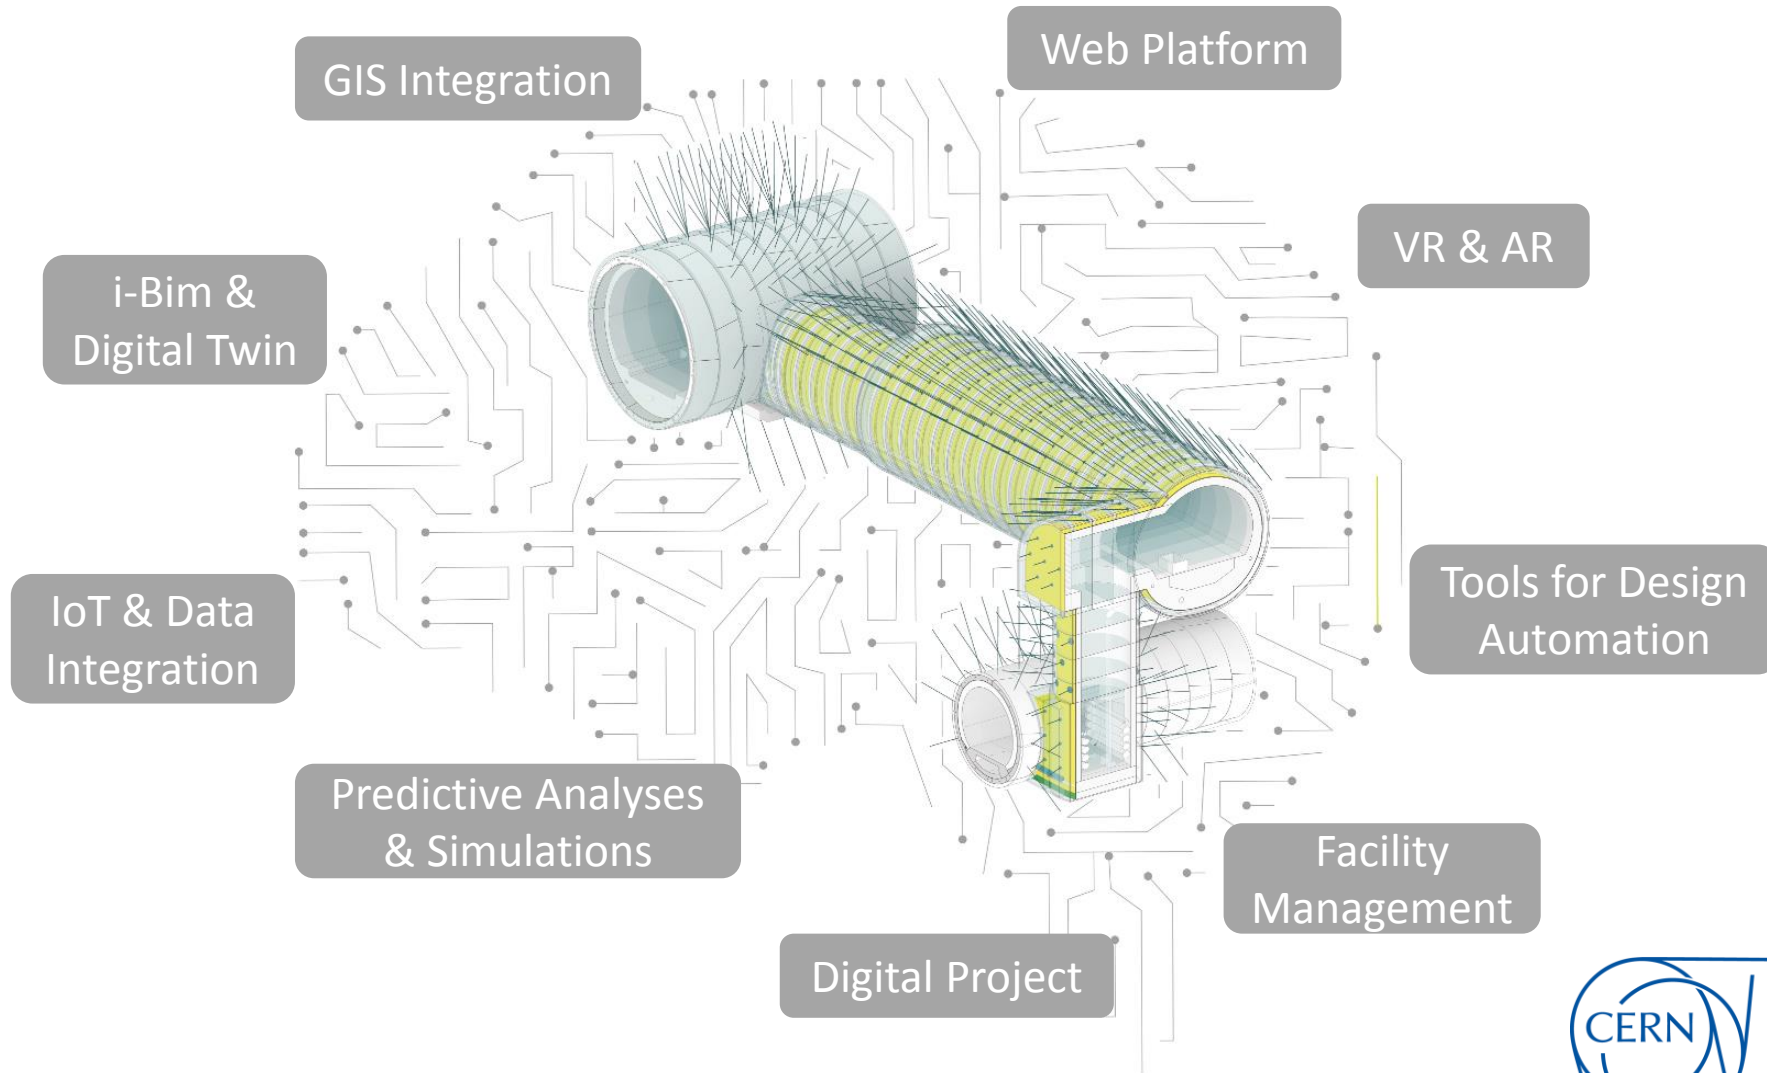 Web Platform
GIS Integration
VR & AR
i-Bim &
Digital Twin
Tools for Design
Automation
IoT & Data
Integration
Predictive Analyses
& Simulations
Facility
Management
Digital Project
CERN